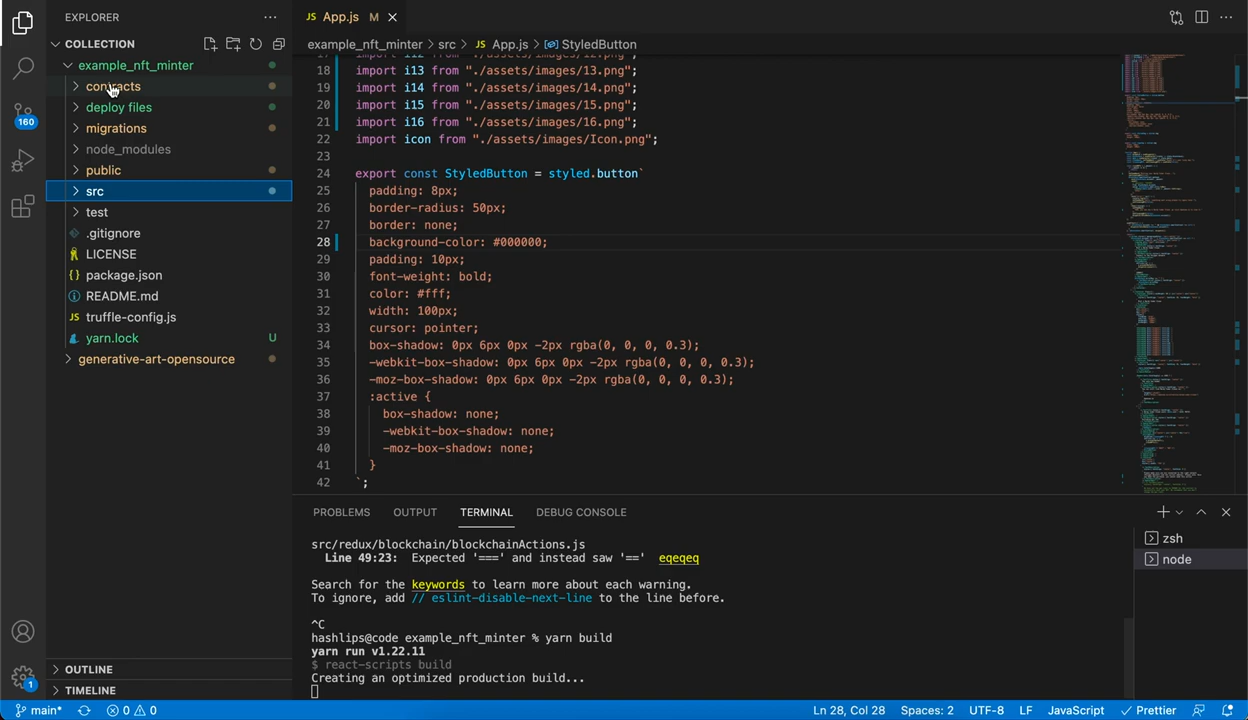 EXPLORER
COLLECTION
example_nft_minter
contracts
deploy files
migrations
node_modules
public
src
test
.gitignore
LICENSE
{} package.json
README.md
JS truffle-config.js
yarn.lock U
generative-art-opensource
OUTLINE
TIMELINE
160
1
JS App.js M
example_nft_minter > src > JS App.js > StyledButton
18 import i13 from "./assets/images/13.png";
19 import i14 from "./assets/images/14.png";
20 import i15 from "./assets/images/15.png";
21 import i16 from "./assets/images/16.png";
22 import icon from "./assets/images/Icon.png";
23
24 export const StyledButton = styled.button`
25 padding: 8px;
26 border-radius: 50px;
27 border: none;
28 background-color: #000000;
29 padding: 10px;
30 font-weight: bold;
31 color: #fff;
32 width: 100px;
33 cursor: pointer;
34 box-shadow: 0px 6px 0px -2px rgba(0, 0, 0, 0.3);
35 -webkit-box-shadow: 0px 6px 0px -2px rgba(0, 0, 0, 0.3);
36 -moz-box-shadow: 0px 6px 0px -2px rgba(0, 0, 0, 0.3);
37 :active {
38 box-shadow: none;
39 -webkit-box-shadow: none;
40 -moz-box-shadow: none;
41 }
42 `;
PROBLEMS OUTPUT TERMINAL DEBUG CONSOLE
src/redux/blockchain/blockchainActions.js
Line 49:23: Expected '===' and instead saw '==' eqeqeq
Search for the keywords to learn more about each warning.
To ignore, add // eslint-disable-next-line to the line before.
^C
hashlips@code example_nft_minter % yarn build
yarn run v1.22.11
$ react-scripts build
Creating an optimized production build...
zsh
node
main* 0 0 Ln 28, Col 28 Spaces: 2 UTF-8 LF JavaScript Prettier